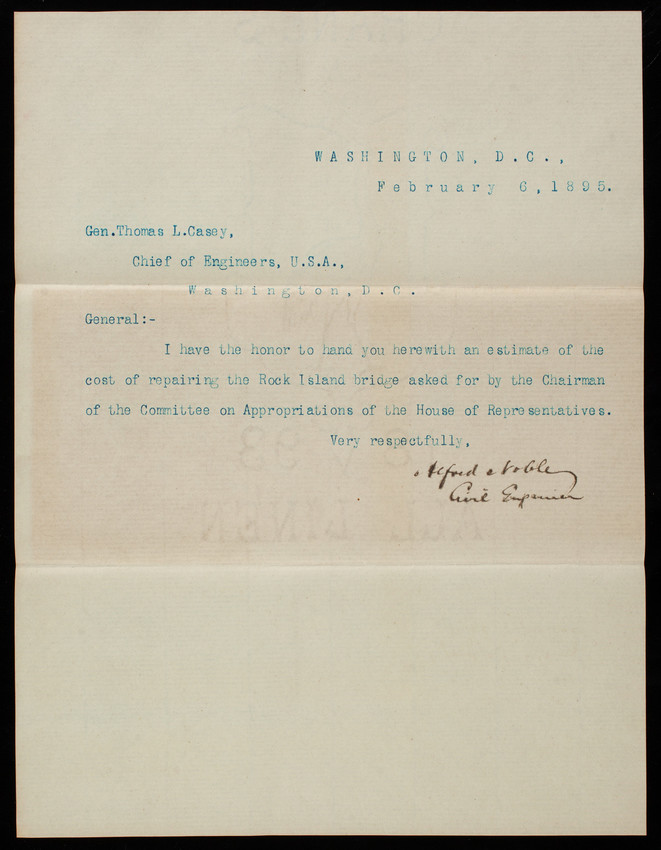 WASHINGTON, D.C.,
February 6, 1895.
Gen.Thomas L.Casey,
Chief of Engineers, U.S.A.,
Washington, D.C.
General:-
I have the honor to hand you herewith an estimate of the
cost of repairing the Rock Island bridge asked for by the Chairman
of the Committee on Appropriations of the House of Representatives.
Very respectfully,
Alfred Noble
Civil Engineer
ALL LINEN